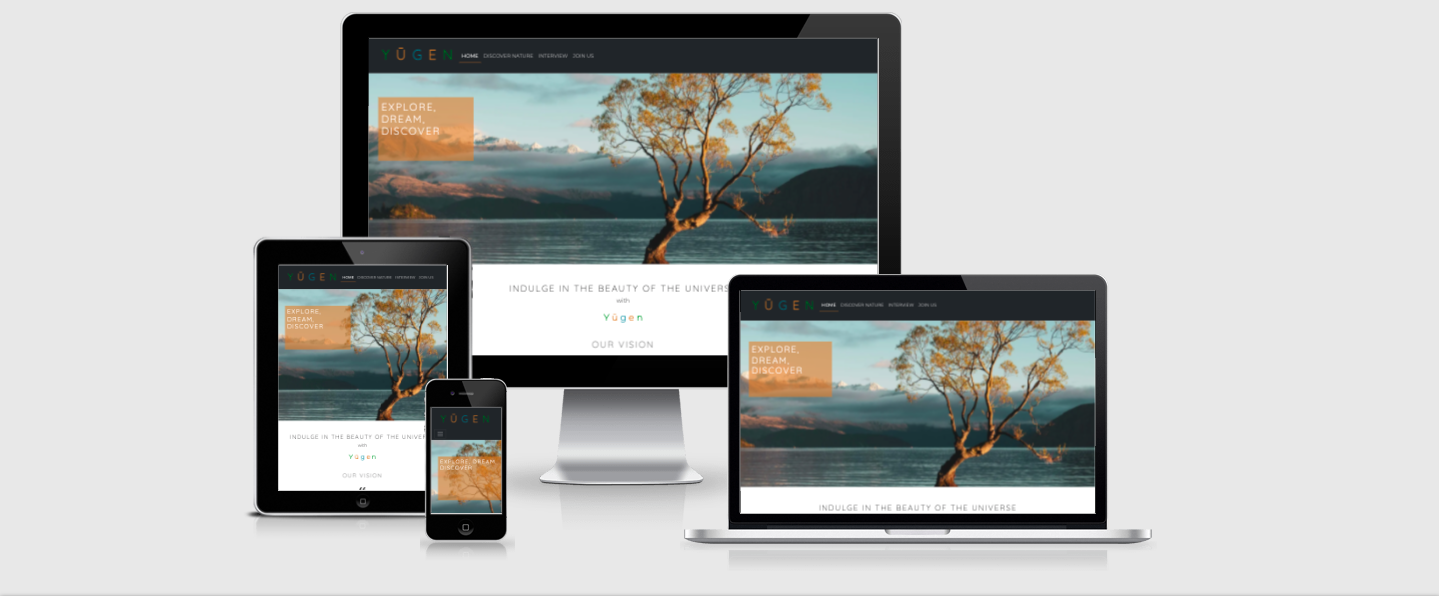 YŪGEN HOME DISCOVER NATURE INTERVIEW JOIN US
EXPLORE,
DREAM,
DISCOVER
INDULGE IN THE BEAUTY OF THE UNIVERS
with
Yūgen
OUR VISION
YŪGEN HOME DISCOVER NATURE INTERVIEW JOIN US
EXPLORE,
DREAM,
DISCOVER
INDULGE IN THE BEAUTY OF THE UNIVER
with
Yūgen
OUR VISION
“
YŪGEN
EXPLORE, DREAM,
DISCOVER
YŪGEN HOME DISCOVER NATURE INTERVIEW JOIN US
EXPLORE,
DREAM,
DISCOVER
INDULGE IN THE BEAUTY OF THE UNIVERSE